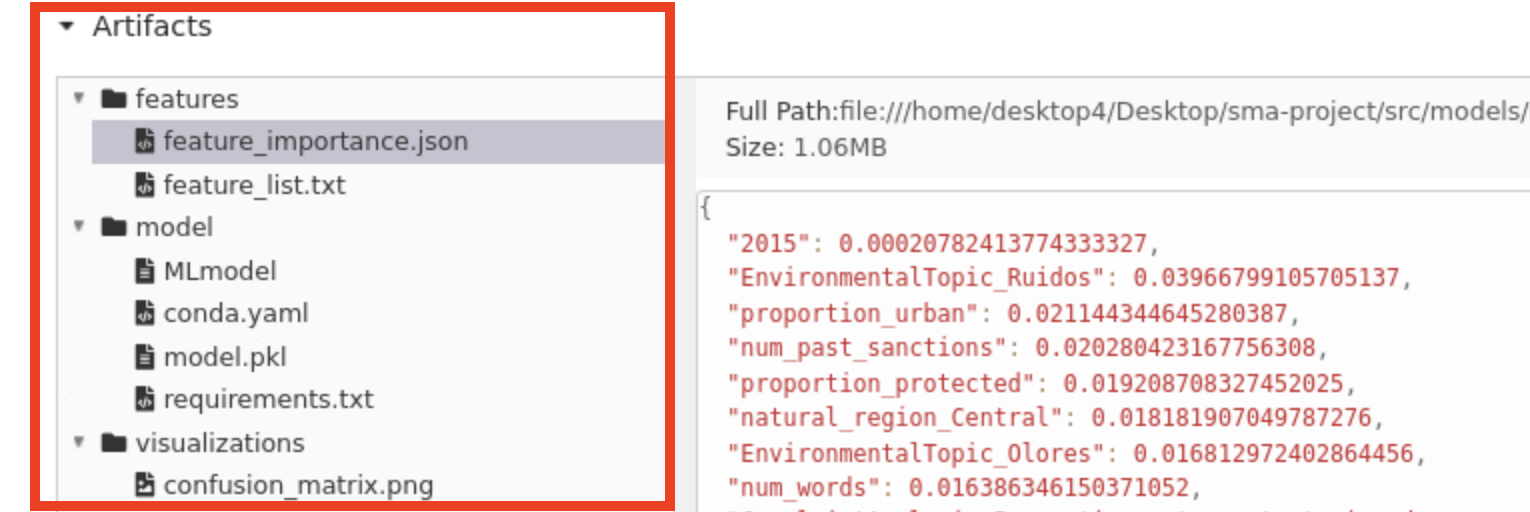 Artifacts
features
feature_importance.json
feature_list.txt
model
MLmodel
conda.yaml
model.pkl
requirements.txt
visualizations
confusion_matrix.png
Full Path:file:///home/desktop4/Desktop/sma-project/src/models/
Size: 1.06MB
{
"2015": 0.00020782413774333327,
"EnvironmentalTopic_Ruidos": 0.03966799105705137,
"proportion_urban": 0.021144344645280387,
"num_past_sanctions": 0.020280423167756308,
"proportion_protected": 0.019208708327452025,
"natural_region_Central": 0.018181907049787276,
"EnvironmentalTopic_Olores": 0.016812972402864456,
"num_words": 0.016386346150371052,